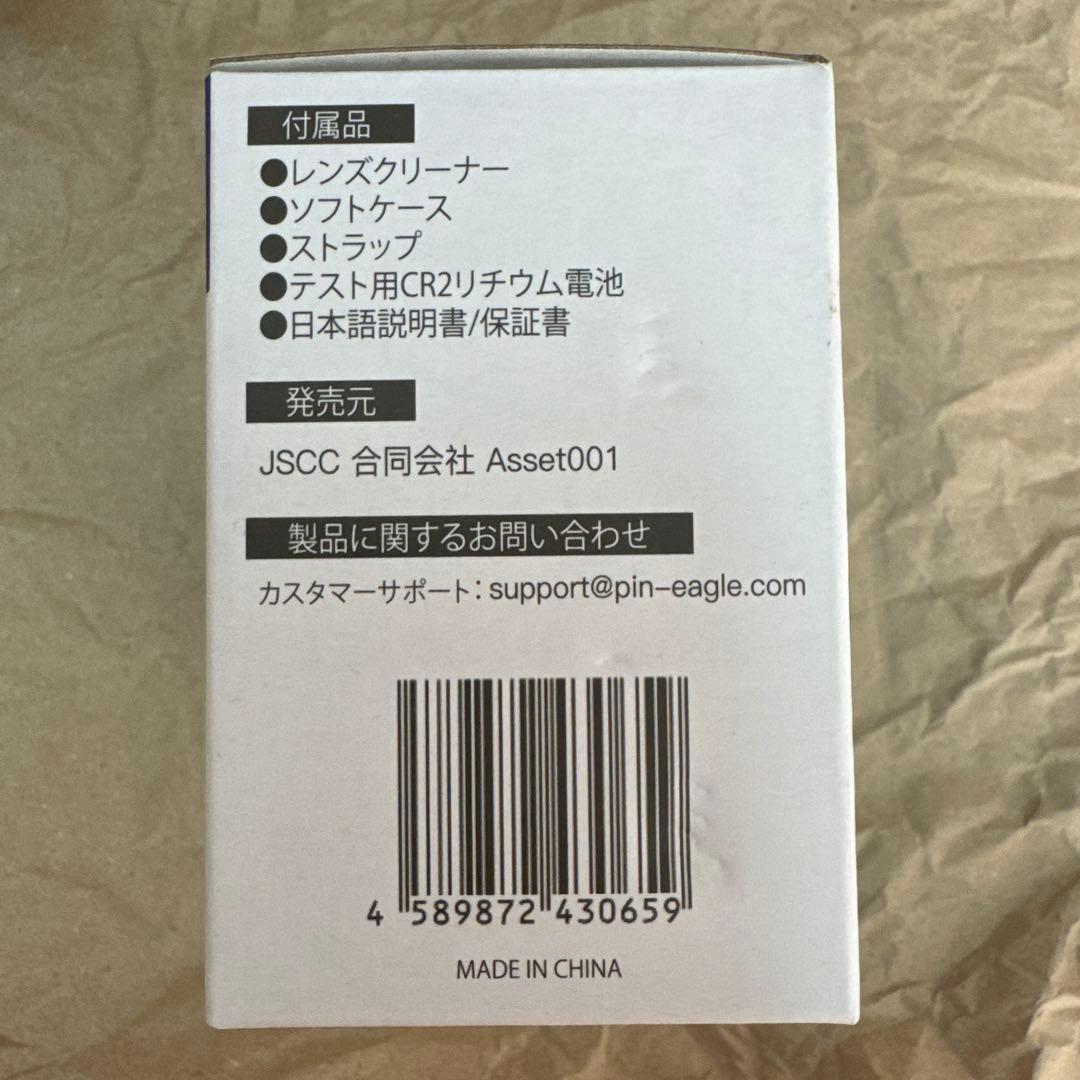 付属品
●レンズクリーナー
●ソフトケース
●ストラップ
●テスト用CR2リチウム電池
●日本語説明書/保証書
発売元
JSCC 合同会社 Asset001
製品に関するお問い合わせ
カスタマーサポート：support@pin-eagle.com
4 589872 430659
MADE IN CHINA